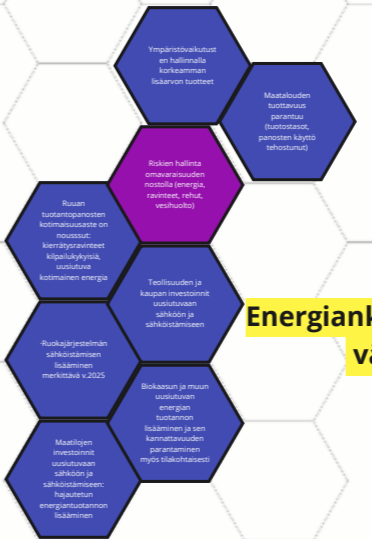 Ympäristövaikutust
en hallinnalla
korkeamman
lisäarvon tuotteet
Maatalouden
tuottavuus
parantuu
(tuotostasot,
panosten käyttö
tehostunut)
Riskien hallinta
omavaraisuuden
nostolla (energia,
ravinteet, rehut,
vesihuolto)
Ruuan
tuotantopanosten
kotimaisuusaste on
nousssut:
kierrätysravinteet
kilpailukykyisiä,
uusiutuva
kotimainen energia
Teollisuuden ja
kaupan investoinnit
uusiutuvaan
sähköön ja
sähköistämiseen
Energiank
vä
-Ruokajärjestelmän
sähköistämisen
lisääminen
merkittävä v.2025
Biokaasun ja muun
uusiutuvan
energian
tuotannon
lisääminen ja sen
kannattavuuden
parantaminen
myös tilakohtaisesti
Maatilojen
investoinnit
uusiutuvaan
sähköön ja
sähköistämiseen:
hajautetun
energiantuotannon
lisääminen